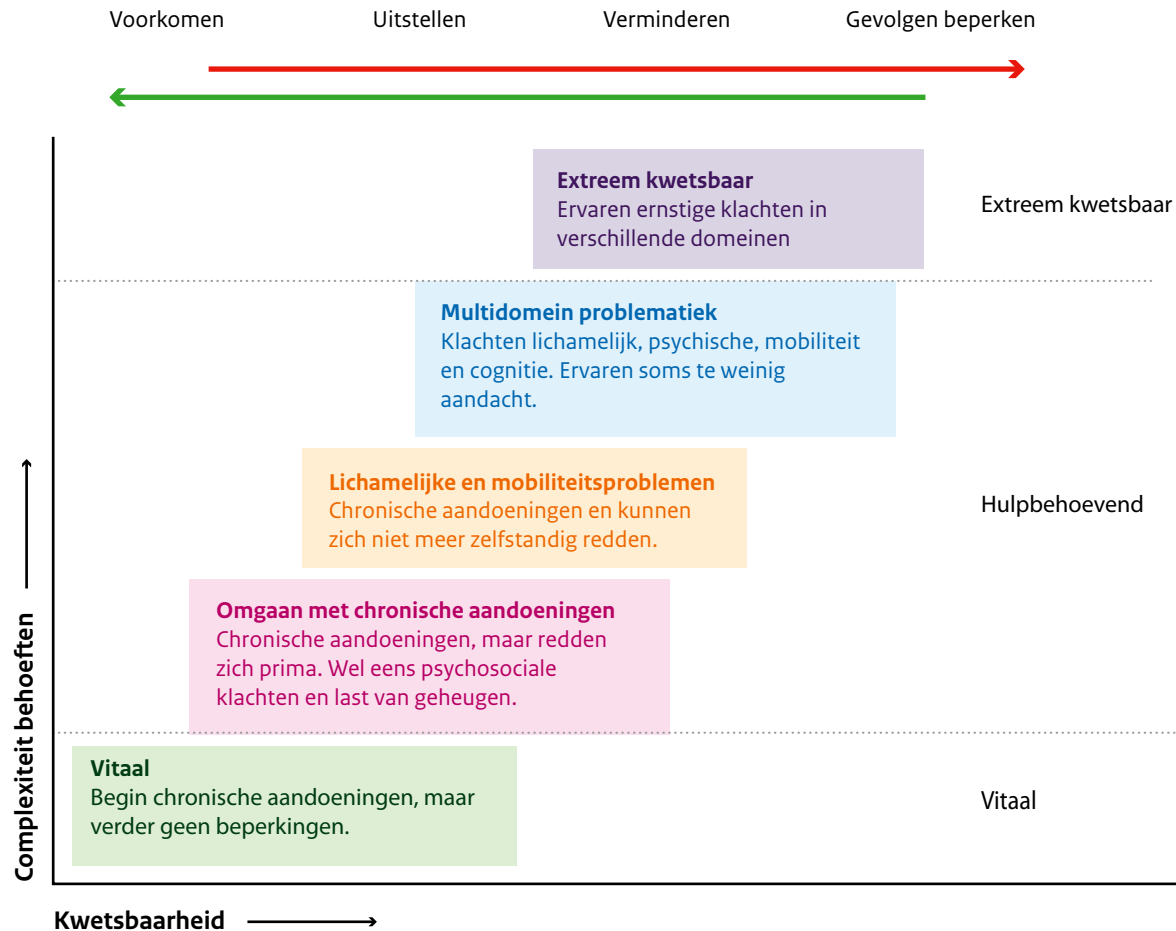 Voorkomen
Uitstellen
Verminderen
Gevolgen beperken
Extreem kwetsbaar
Ervaren ernstige klachten in
verschillende domeinen
Extreem kwetsbaar
Multidomein problematiek
Klachten lichamelijk, psychische, mobiliteit
en cognitie. Ervaren soms te weinig
aandacht.
Lichamelijke en mobiliteitsproblemen
Chronische aandoeningen en kunnen
zich niet meer zelfstandig redden.
Hulpbehoevend
Omgaan met chronische aandoeningen
Chronische aandoeningen, maar redden
zich prima. Wel eens psychosociale
klachten en last van geheugen.
Vitaal
Begin chronische aandoeningen, maar
verder geen beperkingen.
Vitaal
Complexiteit behoeften
Kwetsbaarheid